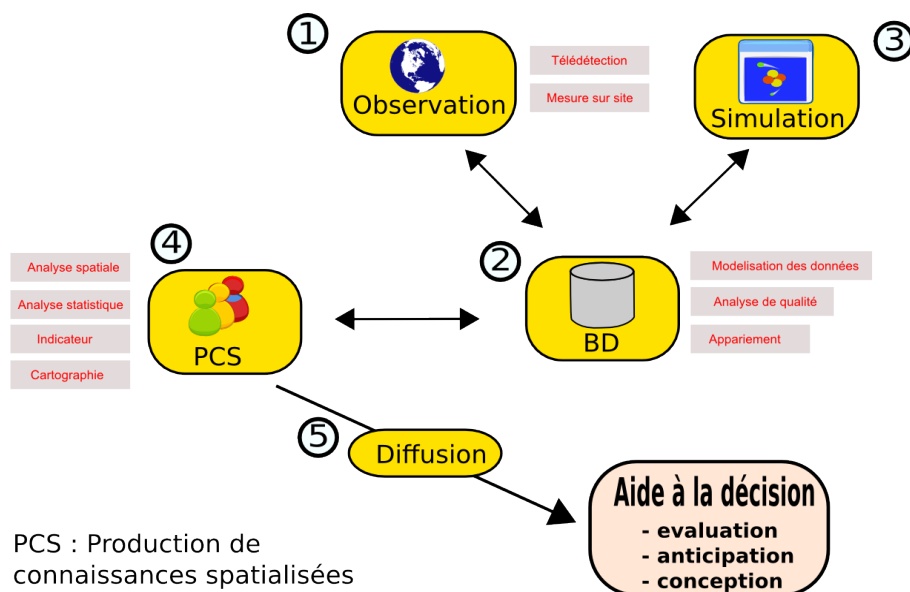 ①
Observation
Télédétection
Mesure sur site
③
Simulation
④
Analyse spatiale
Analyse statistique
Indicateur
Cartographie
PCS
②
BD
Modelisation des données
Analyse de qualité
Appariement
⑤
Diffusion
Aide à la décision
- evaluation
- anticipation
- conception
PCS : Production de
connaissances spatialisées